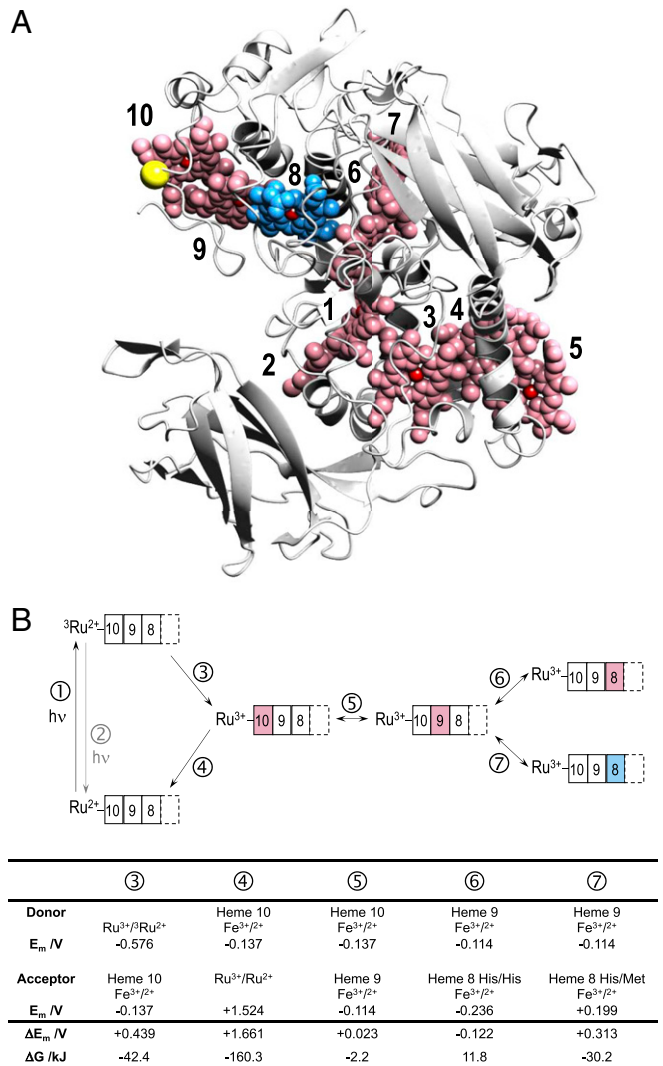 A
10
7
8
6
9
1
3
4
2
5
B
³Ru²⁺ 10 9 8
① hν
② hν
③
⑥
Ru³⁺ 10 9 8
Ru³⁺ 10 9 8
⑤
Ru³⁺ 10 9 8
④
⑦
Ru³⁺ 10 9 8
Ru²⁺ 10 9 8
③ ④ ⑤ ⑥ ⑦
Donor Heme 10 Heme 10 Heme 9 Heme 9
Ru³⁺/³Ru²⁺ Fe³⁺/²⁺ Fe³⁺/²⁺ Fe³⁺/²⁺ Fe³⁺/²⁺
Eₘ /V -0.576 -0.137 -0.137 -0.114 -0.114
Acceptor Heme 10 Ru³⁺/Ru²⁺ Heme 9 Heme 8 His/His Heme 8 His/Met
Fe³⁺/²⁺ Fe³⁺/²⁺ Fe³⁺/²⁺ Fe³⁺/²⁺
Eₘ /V -0.137 +1.524 -0.114 -0.236 +0.199
ΔEₘ /V +0.439 +1.661 +0.023 -0.122 +0.313
ΔG /kJ -42.4 -160.3 -2.2 11.8 -30.2